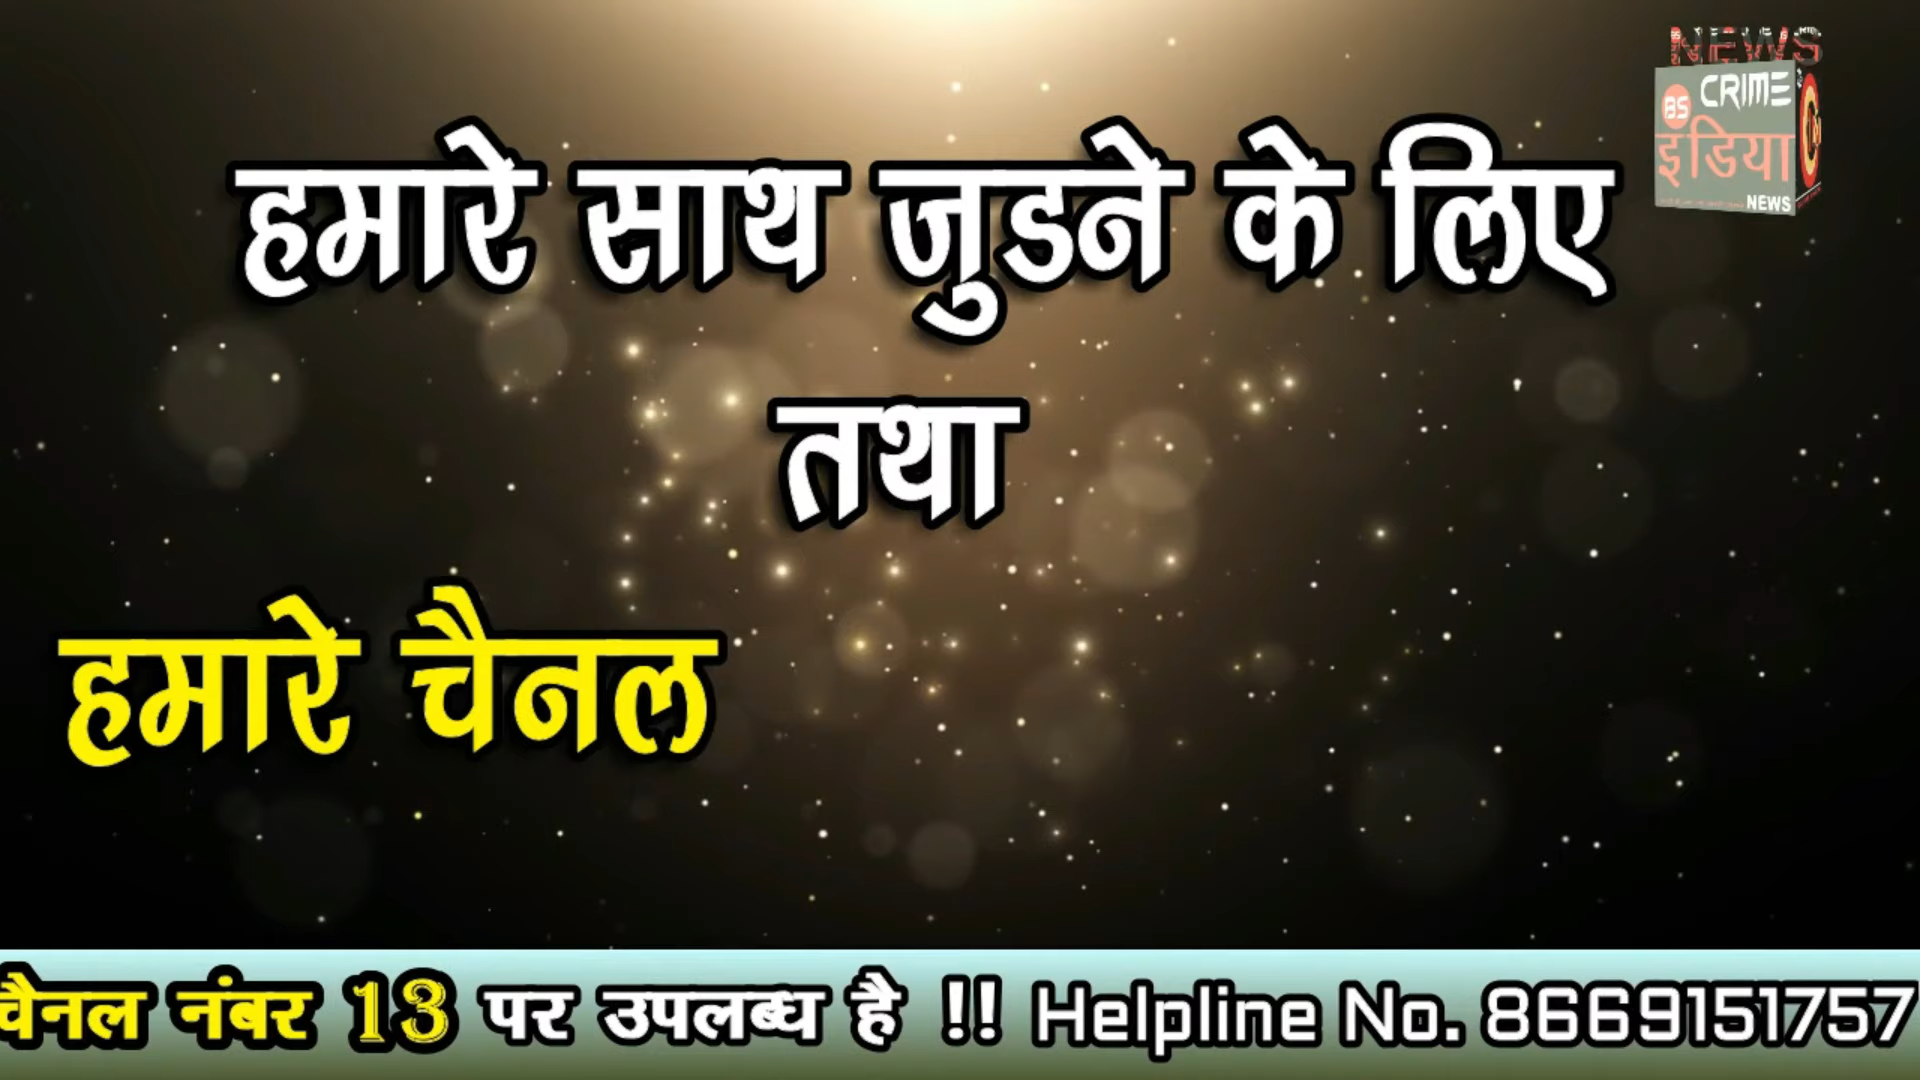 NEWS
BS CRIME
इंडिया
NEWS
हमारे साथ जुडने के लिए
तथा
हमारे चैनल
चैनल नंबर 13 पर उपलब्ध है !! Helpline No. 8669151757